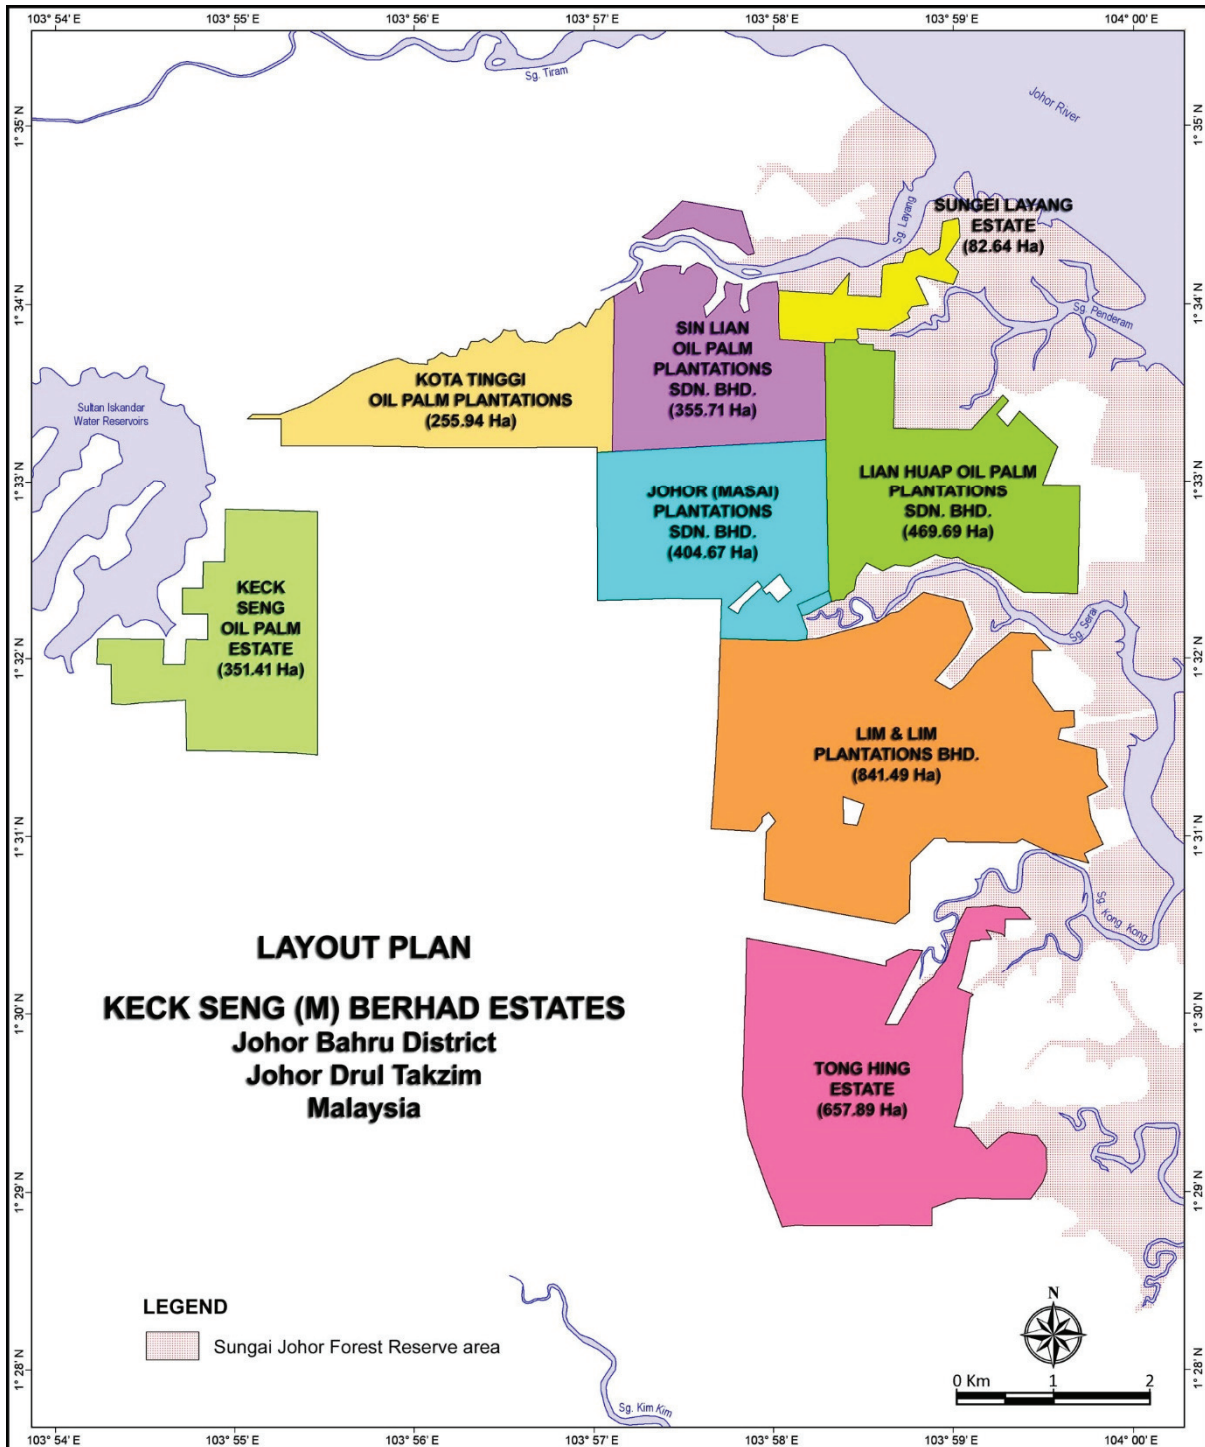 103° 54' E
103° 55' E
103° 56' E
103° 57' E
103° 58' E
103° 59' E
104° 00' E
1° 35' N
1° 34' N
1° 33' N
1° 32' N
1° 31' N
1° 30' N
1° 29' N
1° 28' N
Sg. Tiram
Johor River
Sg. Layang
SUNGEI LAYANG
ESTATE
(82.64 Ha)
Sg. Penderam
SIN LIAN
OIL PALM
PLANTATIONS
SDN. BHD.
(355.71 Ha)
KOTA TINGGI
OIL PALM PLANTATIONS
(255.94 Ha)
Sultan Iskandar
Water Reservoirs
LIAN HUAP OIL PALM
PLANTATIONS
SDN. BHD.
(469.69 Ha)
JOHOR (MASAI)
PLANTATIONS
SDN. BHD.
(404.67 Ha)
KECK
SENG
OIL PALM
ESTATE
(351.41 Ha)
Sg. Serai
LIM & LIM
PLANTATIONS BHD.
(841.49 Ha)
Sg. Kong Kong
LAYOUT PLAN
KECK SENG (M) BERHAD ESTATES
Johor Bahru District
Johor Drul Takzim
Malaysia
TONG HING
ESTATE
(657.89 Ha)
LEGEND
Sungai Johor Forest Reserve area
Sg. Kim Kim
N
0 Km 1 2
1° 35' N
1° 34' N
1° 33' N
1° 32' N
1° 31' N
1° 30' N
1° 29' N
1° 28' N
103° 54' E
103° 55' E
103° 56' E
103° 57' E
103° 58' E
103° 59' E
104° 00' E